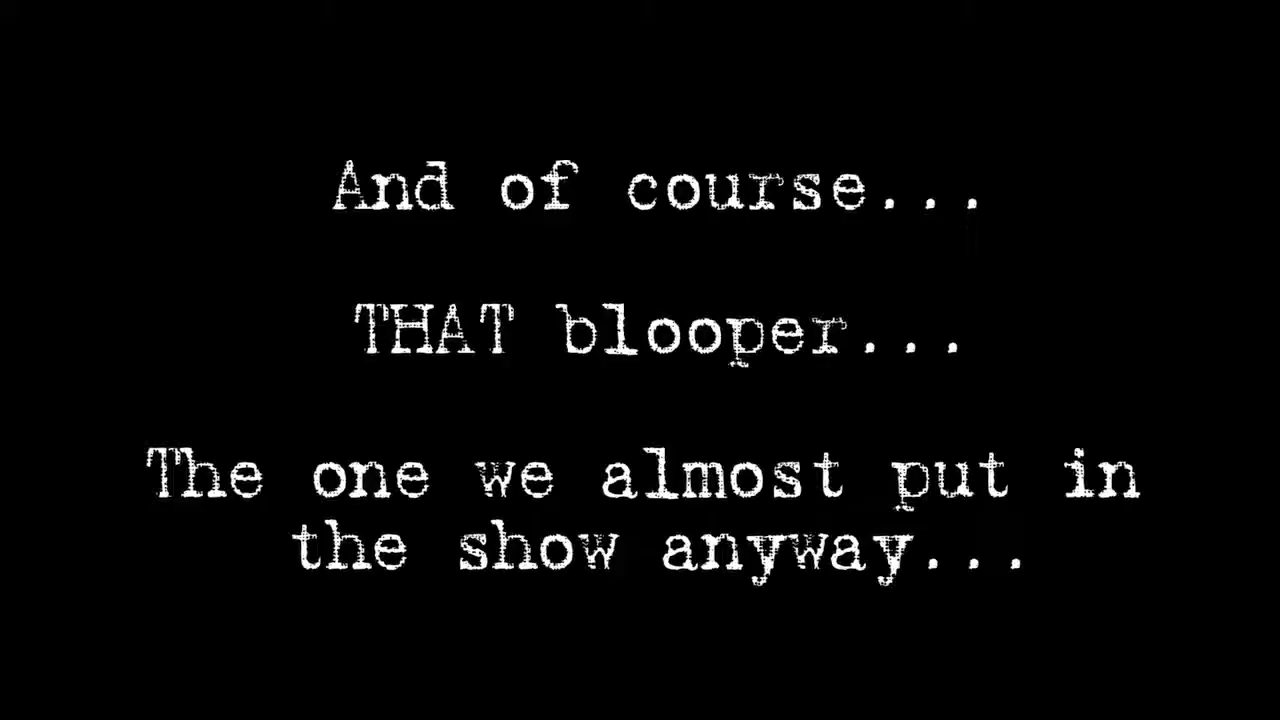 And of course...
THAT blooper...
The one we almost put in
the show anyway...